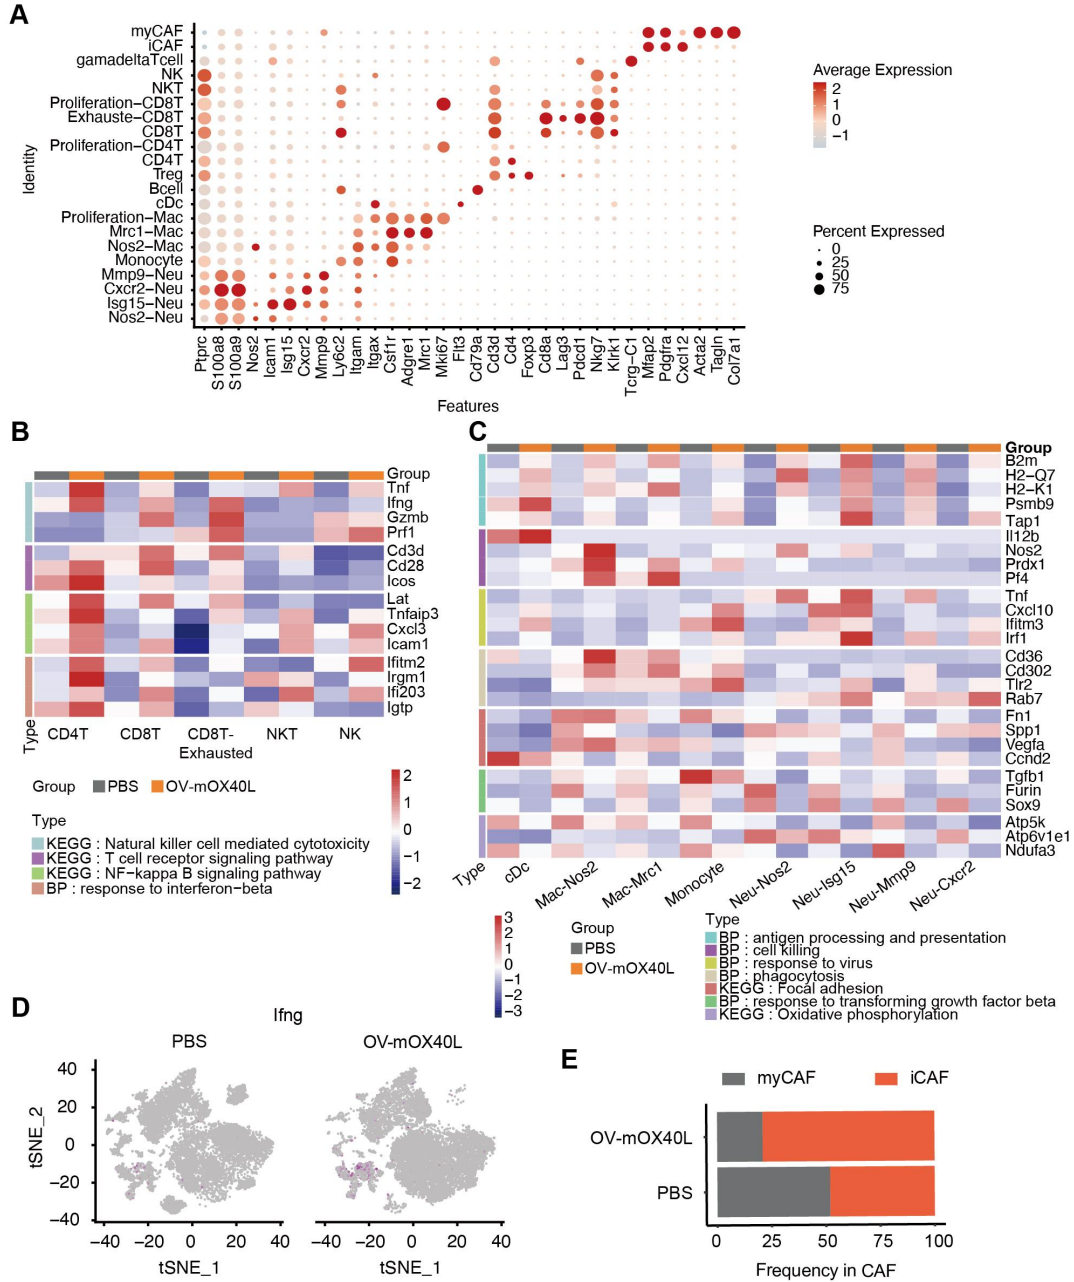 A
myCAF
iCAF
gamadeltaTcell
NK
NKT
Proliferation−CD8T
Exhauste−CD8T
CD8T
Proliferation−CD4T
CD4T
Treg
Bcell
cDc
Proliferation−Mac
Mrc1−Mac
Nos2−Mac
Monocyte
Mmp9−Neu
Cxcr2−Neu
Isg15−Neu
Nos2−Neu
Identity
Ptprc
S100a8
S100a9
Nos2
Icam1
Isg15
Cxcr2
Mmp9
Ly6c2
Itgam
Itgax
Csf1r
Adgre1
Mrc1
Mki67
Flt3
Cd79a
Cd3d
Cd4
Foxp3
Cd8a
Lag3
Pdcd1
Nkg7
Klrk1
Tcrg−C1
Mfap2
Pdgfra
Cxcl12
Acta2
Tagln
Col7a1
Features
Average Expression
2
1
0
−1
Percent Expressed
0
25
50
75
B
Group
Tnf
Ifng
Gzmb
Prf1
Cd3d
Cd28
Icos
Lat
Tnfaip3
Cxcl3
Icam1
Ifitm2
Irgm1
Ifi203
Igtp
Type
CD4T CD8T CD8T- NKT NK
Exhausted
Group PBS OV-mOX40L
Type
KEGG : Natural killer cell mediated cytotoxicity
KEGG : T cell receptor signaling pathway
KEGG : NF-kappa B signaling pathway
BP : response to interferon-beta
2
1
0
−1
−2
C
Group
B2m
H2−Q7
H2−K1
Psmb9
Tap1
Il12b
Nos2
Prdx1
Pf4
Tnf
Cxcl10
Ifitm3
Irf1
Cd36
Cd302
Tlr2
Rab7
Fn1
Spp1
Vegfa
Ccnd2
Tgfb1
Furin
Sox9
Atp5k
Atp6v1e1
Ndufa3
Type
cDc
Mac-Nos2
Mac-Mrc1
Monocyte
Neu-Nos2
Neu-Isg15
Neu-Mmp9
Neu-Cxcr2
3
2
1
0
−1
−2
−3
Group
PBS
OV-mOX40L
Type
BP : antigen processing and presentation
BP : cell killing
BP : response to virus
BP : phagocytosis
KEGG : Focal adhesion
BP : response to transforming growth factor beta
KEGG : Oxidative phosphorylation
D
Ifng
PBS OV-mOX40L
tSNE_2
40
20
0
−20
−40
−40 −20 0 20 40 −40 −20 0 20 40
tSNE_1 tSNE_1
E
myCAF iCAF
OV-mOX40L
PBS
0 25 50 75 100
Frequency in CAF